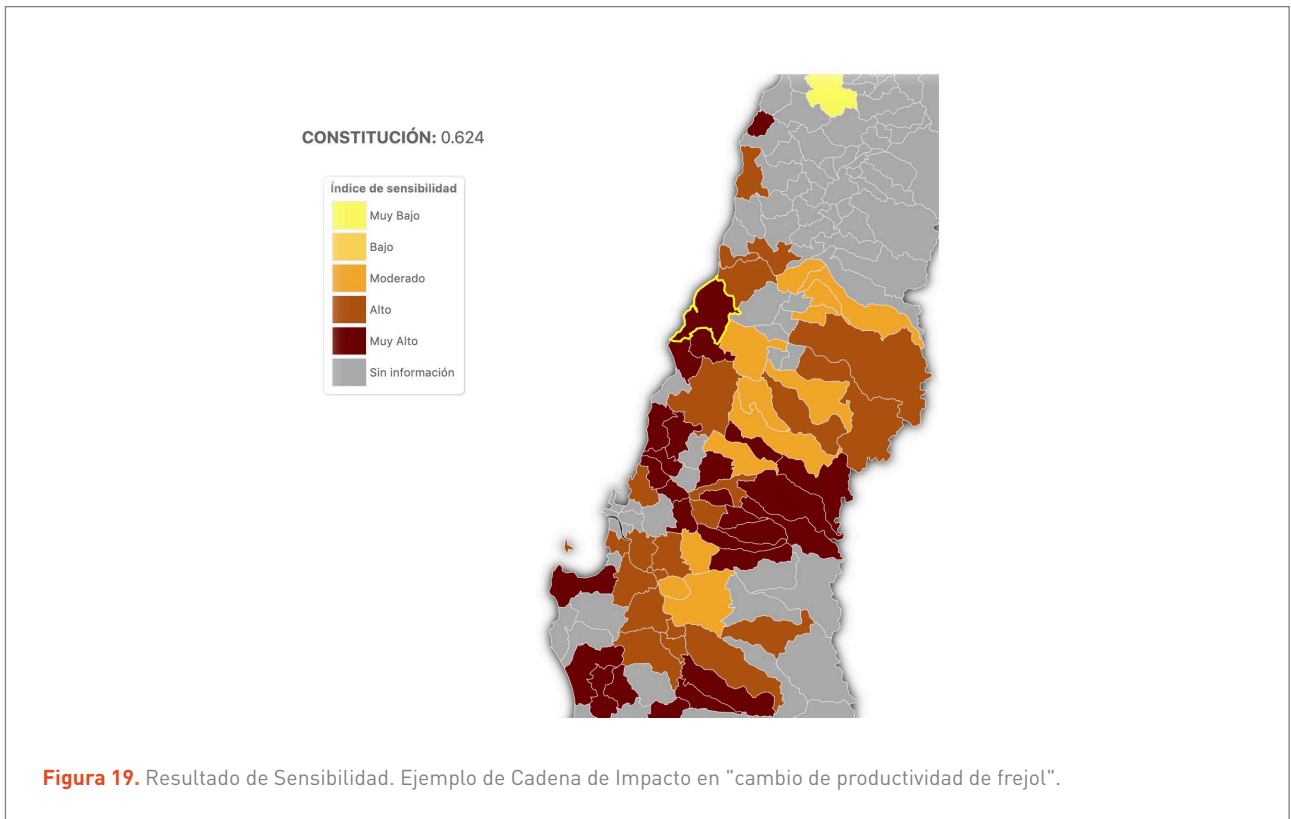 CONSTITUCIÓN: 0.624
Índice de sensibilidad
Muy Bajo
Bajo
Moderado
Alto
Muy Alto
Sin información
Figura 19. Resultado de Sensibilidad. Ejemplo de Cadena de Impacto en "cambio de productividad de frejol".